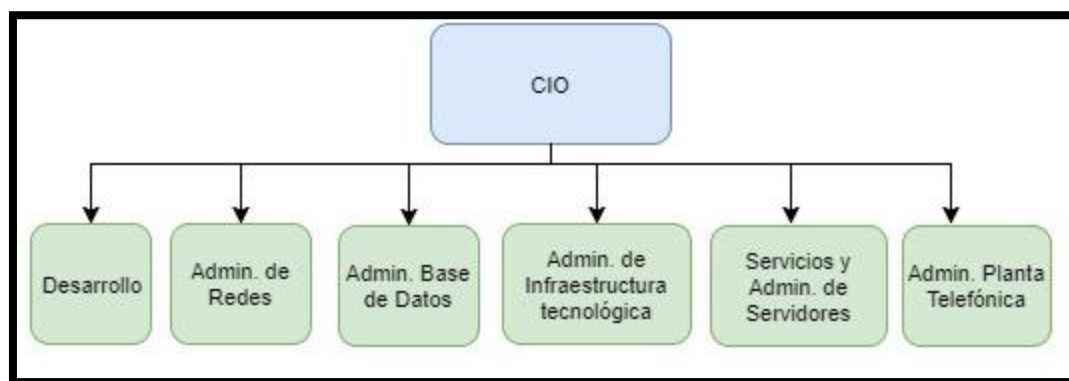 CIO
Desarrollo
Admin. de
Redes
Admin. Base
de Datos
Admin. de
Infraestructura
tecnológica
Servicios y
Admin. de
Servidores
Admin. Planta
Telefónica